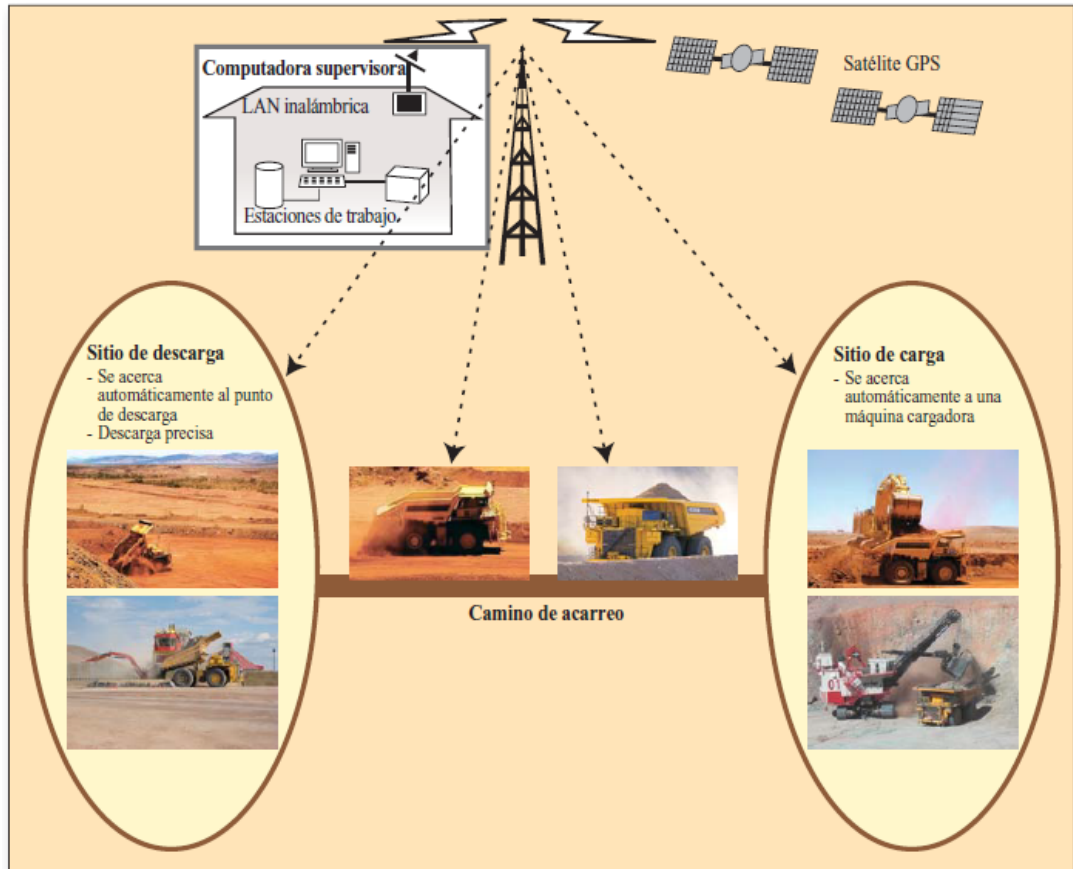 Computadora supervisora
LAN inalámbrica
Estaciones de trabajo
Satélite GPS
Sitio de descarga
- Se acerca
automáticamente al punto
de descarga
- Descarga precisa
Sitio de carga
- Se acerca
automáticamente a una
máquina cargadora
01
Camino de acarreo